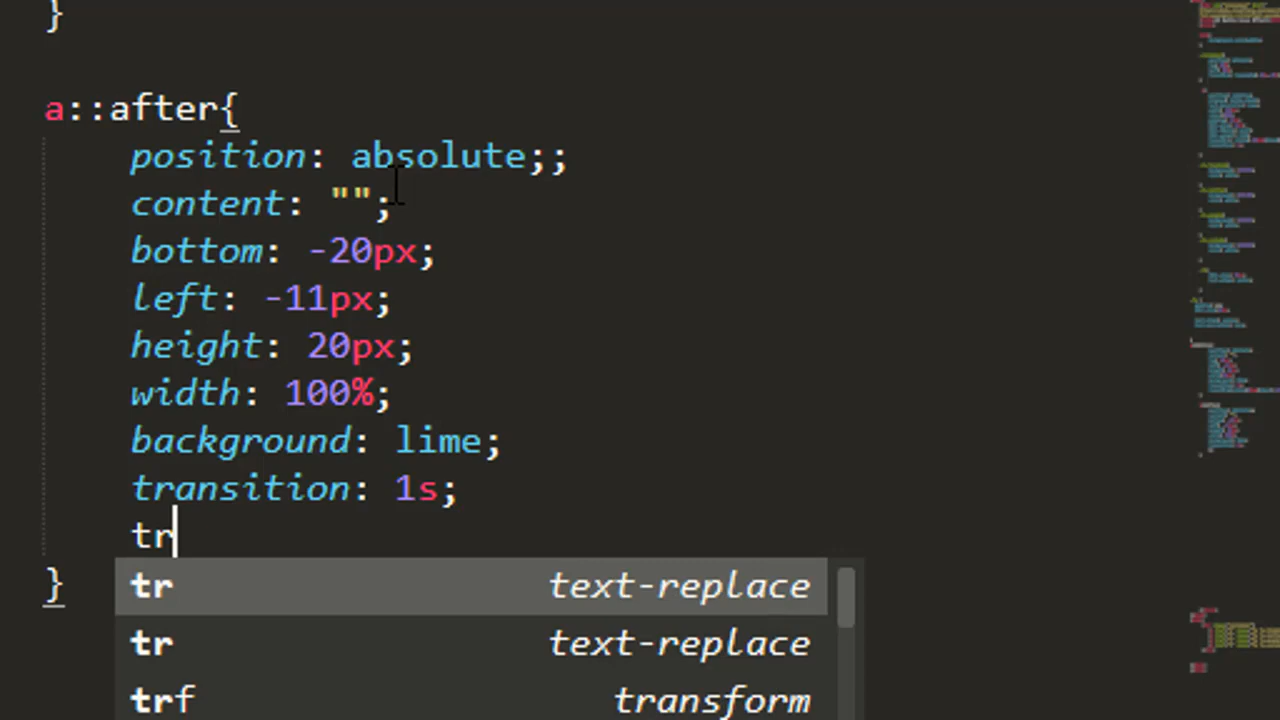 }
a::after{
position: absolute;;
content: "";
bottom: -20px;
left: -11px;
height: 20px;
width: 100%;
background: lime;
transition: 1s;
tr
}
tr text-replace
tr text-replace
trf transform